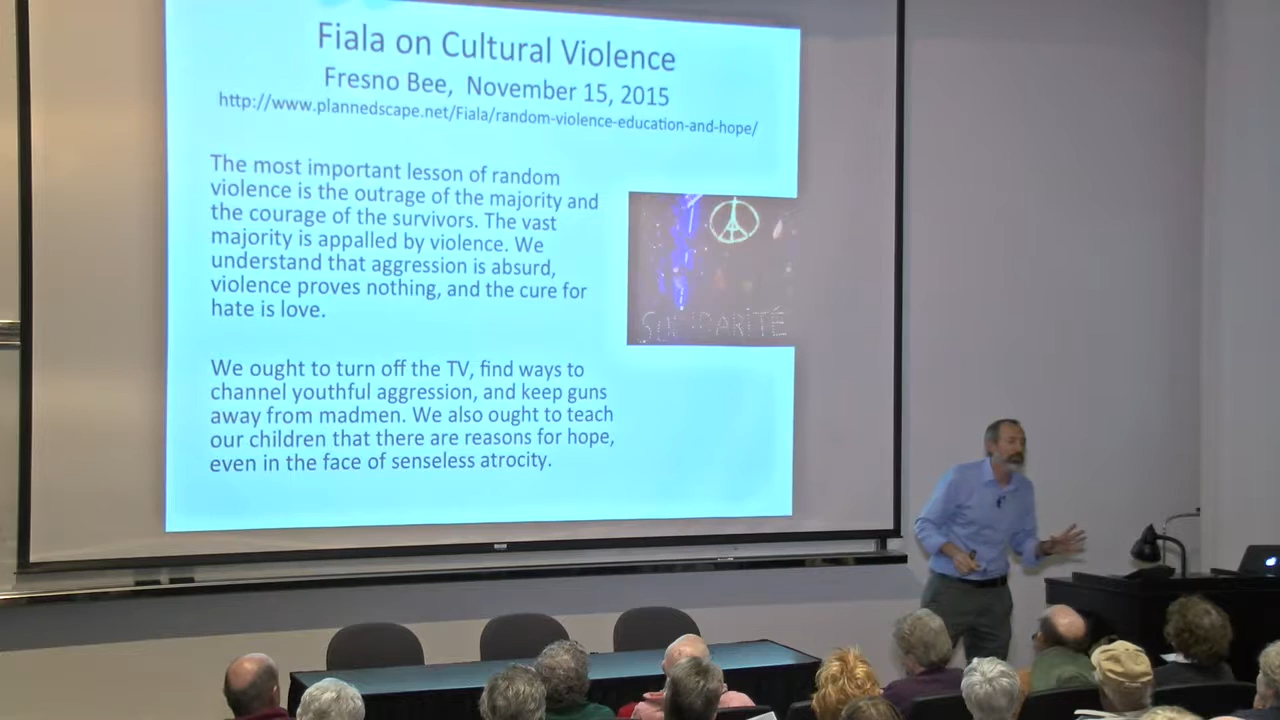 Fiala on Cultural Violence
Fresno Bee, November 15, 2015
http://www.plannedscape.net/Fiala/random-violence-education-and-hope/
The most important lesson of random
violence is the outrage of the majority and
the courage of the survivors. The vast
majority is appalled by violence. We
understand that aggression is absurd,
violence proves nothing, and the cure for
hate is love.
SOLIDARITÉ
We ought to turn off the TV, find ways to
channel youthful aggression, and keep guns
away from madmen. We also ought to teach
our children that there are reasons for hope,
even in the face of senseless atrocity.